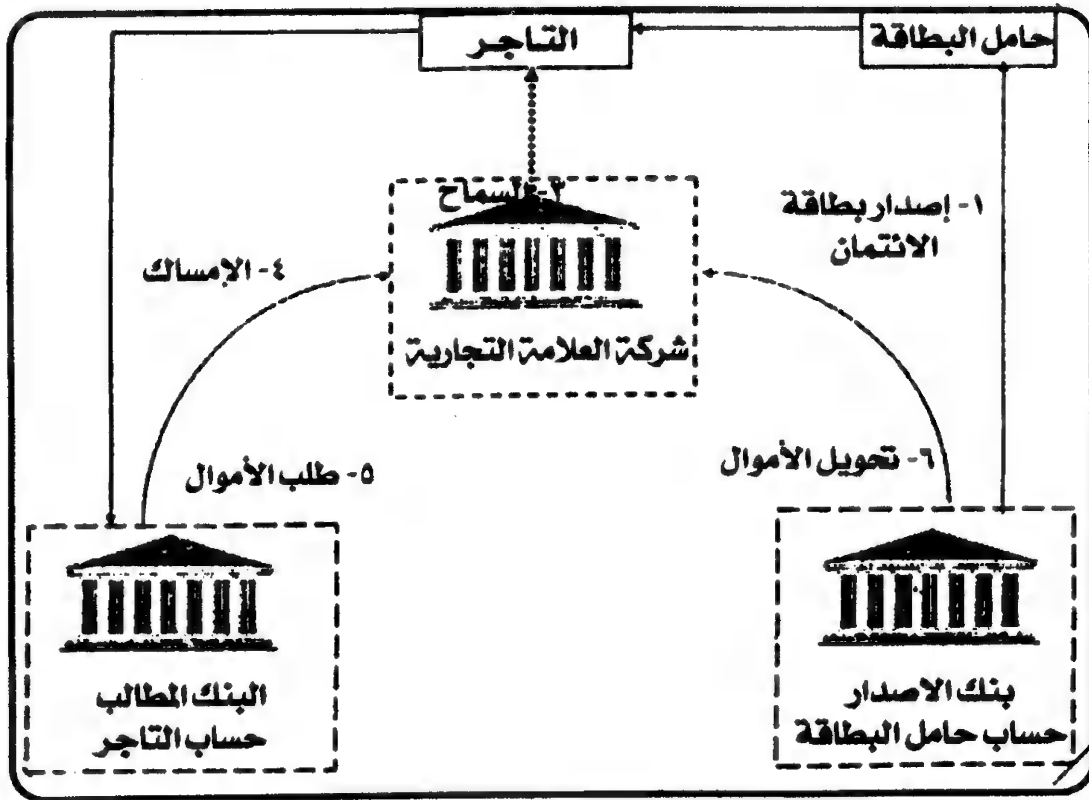 حامل البطاقة
التاجر
٣- السماح
١- إصدار بطاقة
الائتمان
٤- الإمساك
شركة العلامة التجارية
٦- تحويل الأموال
٥- طلب الأموال
بنك الاصدار
حساب حامل البطاقة
البنك المطالب
حساب التاجر